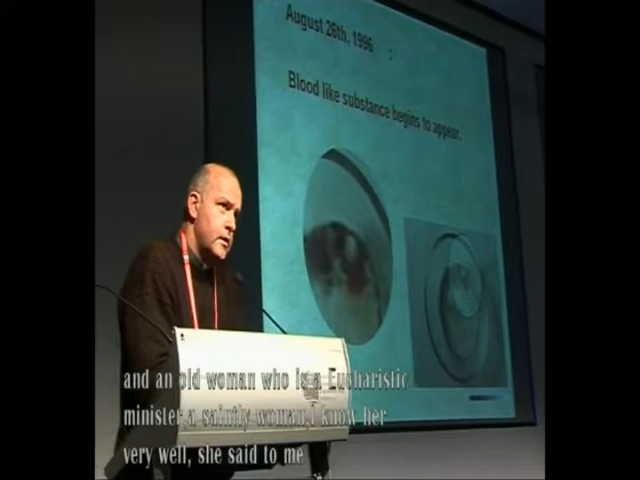 August 26th, 1996 :
Blood like substance begins to appear.
and an old woman who is a Eucharistic
minister,a saintly woman,I know her
very well, she said to me